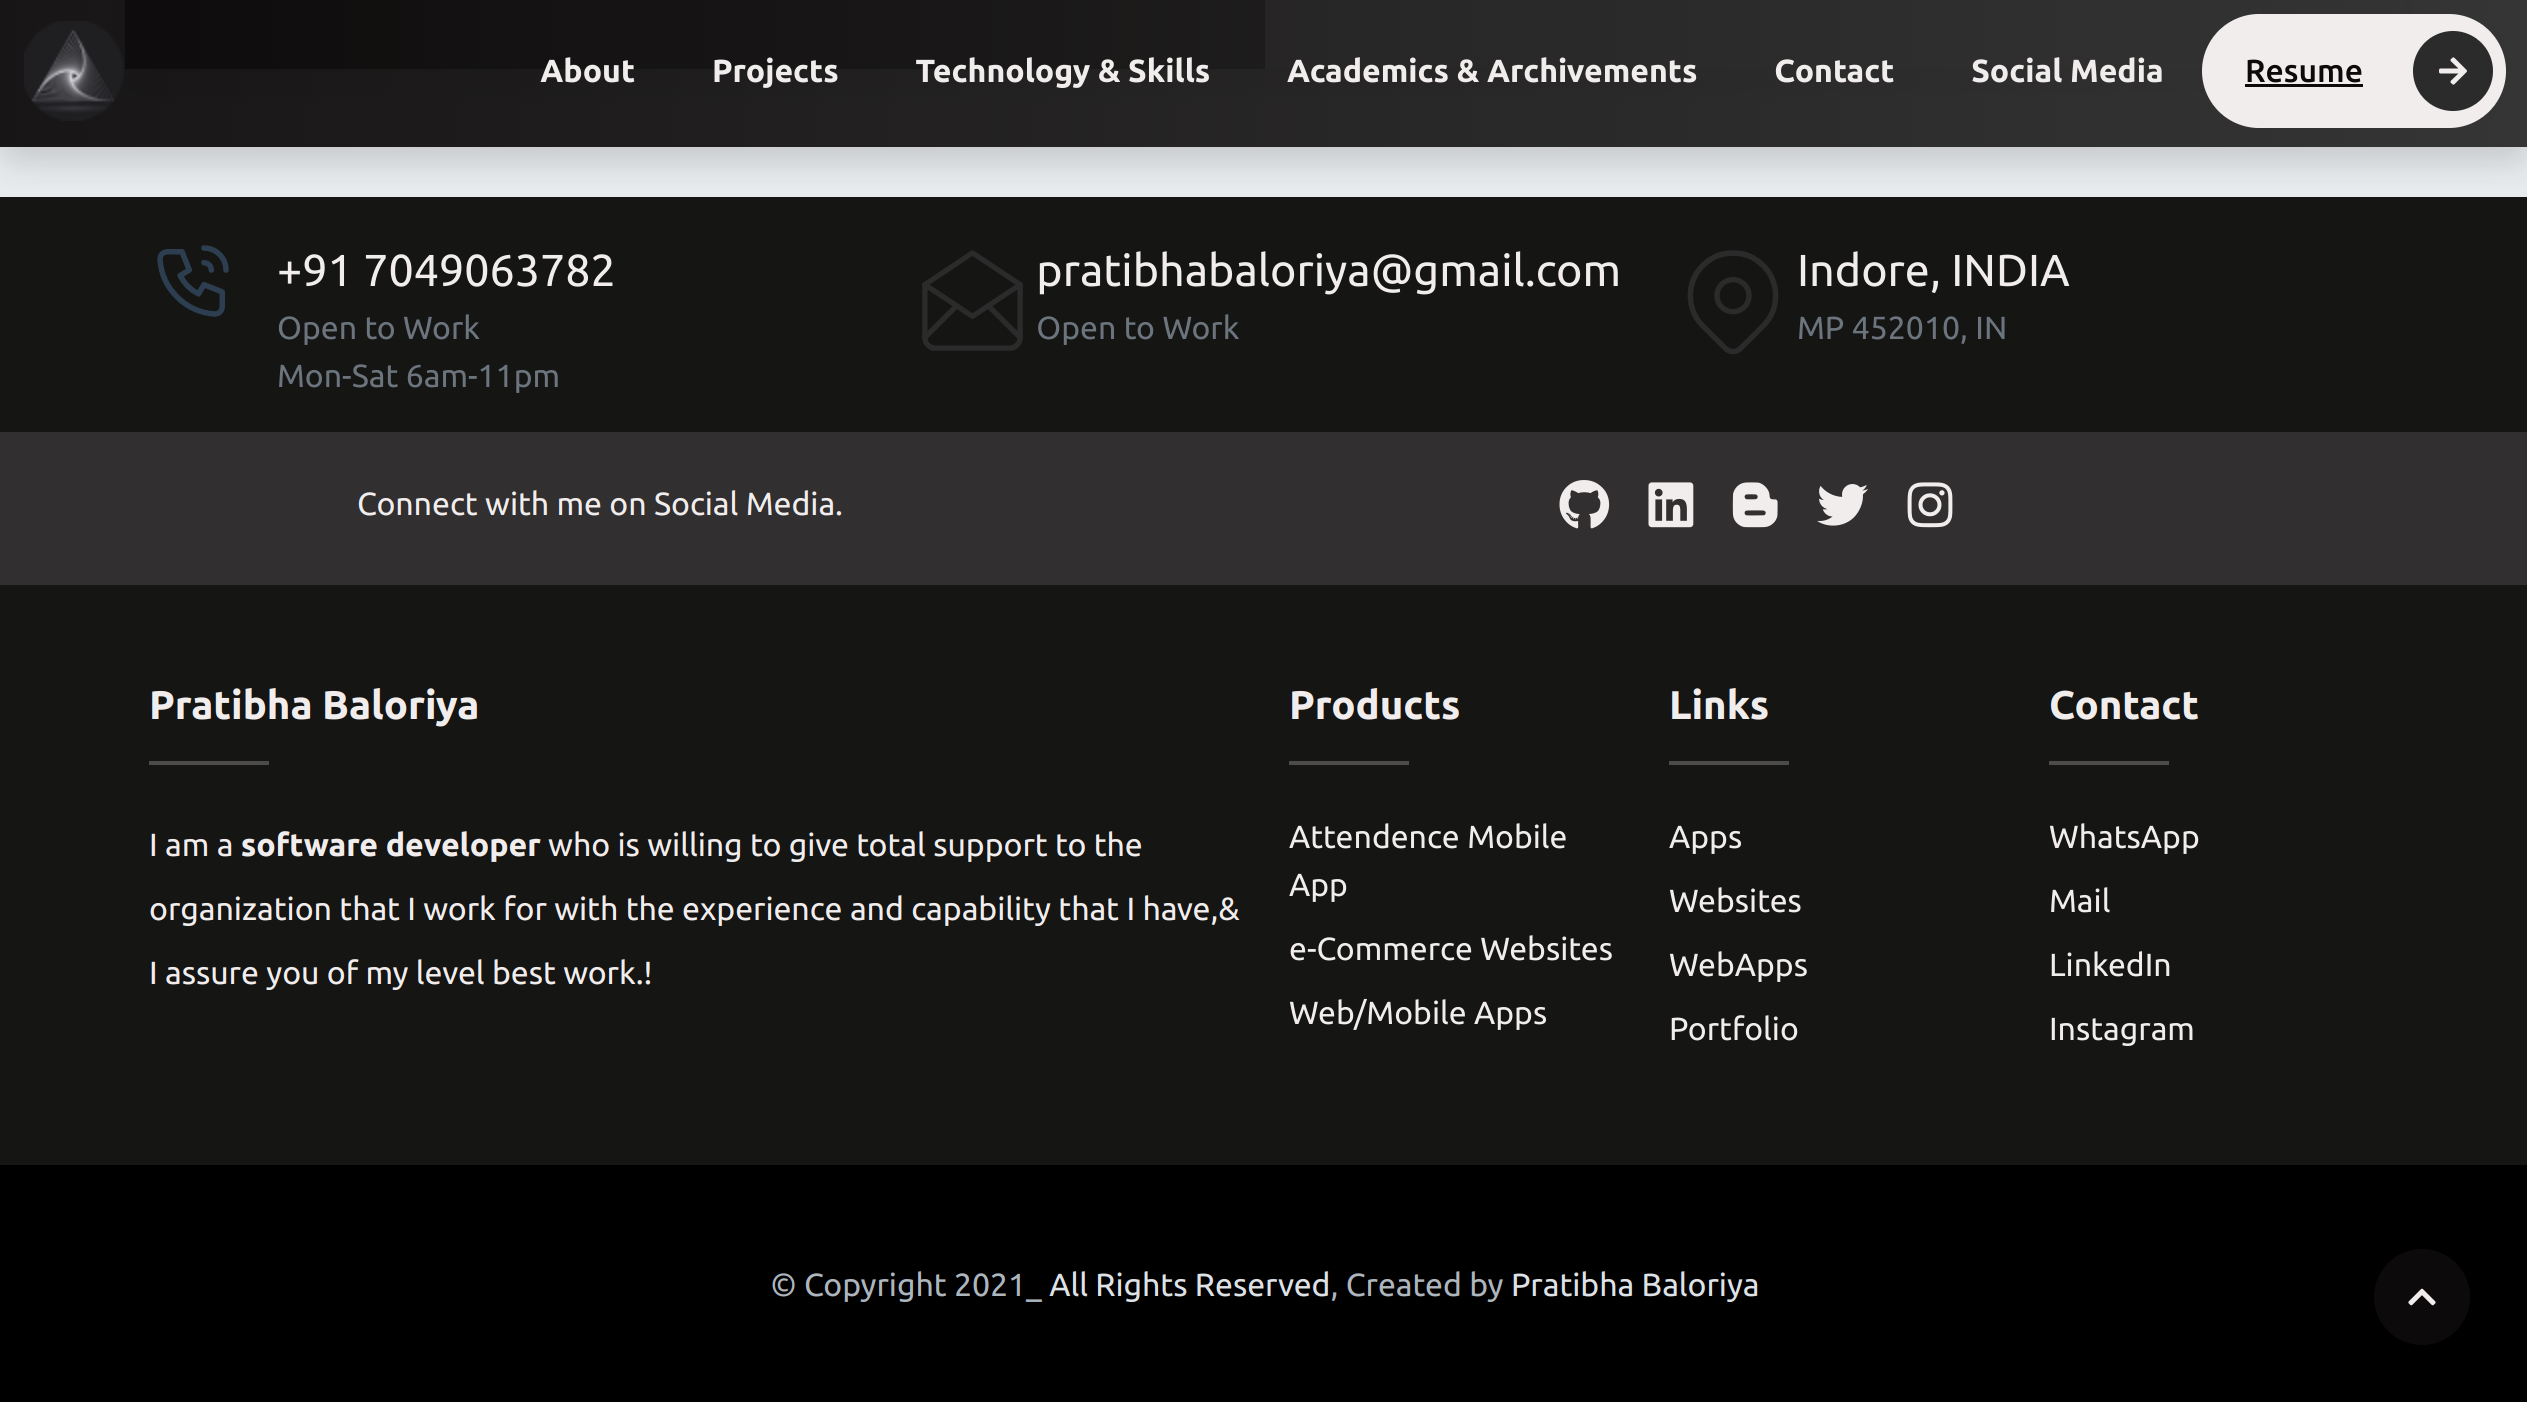 About Projects Technology & Skills Academics & Archivements Contact Social Media Resume
+91 7049063782
Open to Work
Mon-Sat 6am-11pm
pratibhabaloriya@gmail.com
Open to Work
Indore, INDIA
MP 452010, IN
Connect with me on Social Media.
Pratibha Baloriya
I am a software developer who is willing to give total support to the
organization that I work for with the experience and capability that I have,&
I assure you of my level best work.!
Products
Attendence Mobile
App
e-Commerce Websites
Web/Mobile Apps
Links
Apps
Websites
WebApps
Portfolio
Contact
WhatsApp
Mail
LinkedIn
Instagram
© Copyright 2021_ All Rights Reserved, Created by Pratibha Baloriya